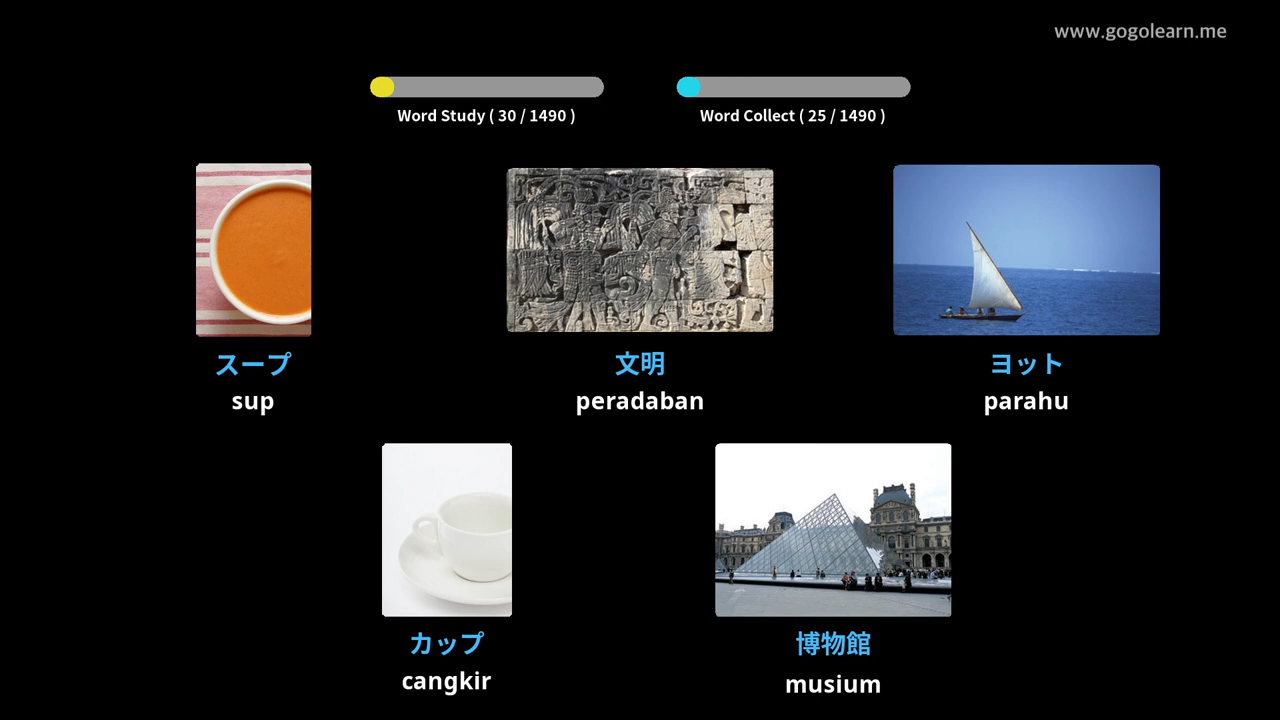 www.gogolearn.me
Word Study ( 30 / 1490 )
Word Collect ( 25 / 1490 )
スープ
sup
文明
peradaban
ヨット
parahu
カップ
cangkir
博物館
musium